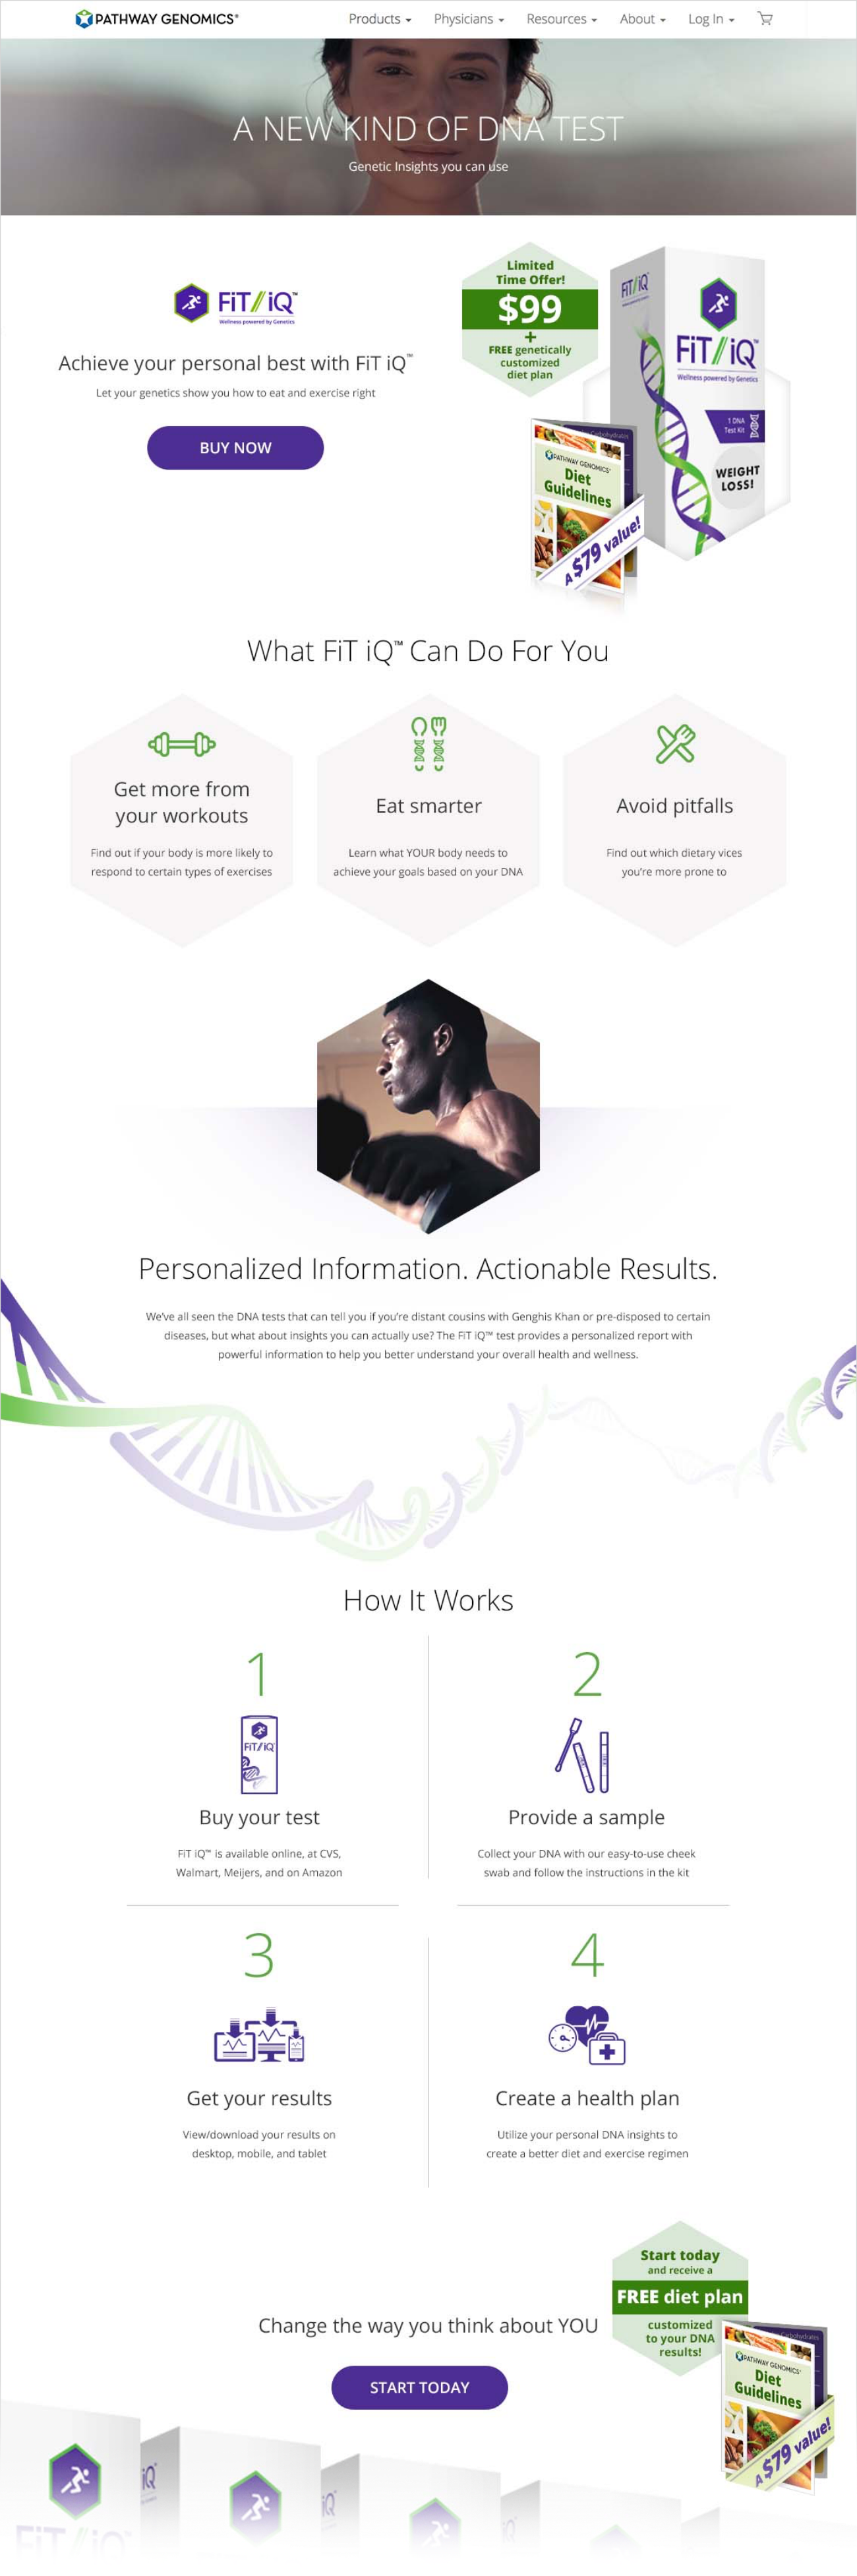 PATHWAY GENOMICS®
Products
Physicians
Resources
About
Log In
A NEW KIND OF DNA TEST
Genetic Insights you can use
FiT/iQ™
Wellness powered by Genetics
Achieve your personal best with FiT iQ™
Let your genetics show you how to eat and exercise right
BUY NOW
Limited
Time Offer!
$99
+
FREE genetically
customized
diet plan
FiT/iQ
FiT/iQ™
Wellness powered by Genetics
1 DNA
Test Kit
WEIGHT
LOSS!
Carbohydrates
PATHWAY GENOMICS®
Diet
Guidelines
A $79 value!
What FiT iQ™ Can Do For You
Get more from
your workouts
Find out if your body is more likely to
respond to certain types of exercises
Eat smarter
Learn what YOUR body needs to
achieve your goals based on your DNA
Avoid pitfalls
Find out which dietary vices
you're more prone to
Personalized Information. Actionable Results.
We've all seen the DNA tests that can tell you if you're distant cousins with Genghis Khan or pre-disposed to certain
diseases, but what about insights you can actually use? The FiT iQ™ test provides a personalized report with
powerful information to help you better understand your overall health and wellness.
How It Works
1
FiT/iQ
Buy your test
FiT iQ™ is available online, at CVS,
Walmart, Meijers, and on Amazon
2
Provide a sample
Collect your DNA with our easy-to-use cheek
swab and follow the instructions in the kit
3
Get your results
View/download your results on
desktop, mobile, and tablet
4
Create a health plan
Utilize your personal DNA insights to
create a better diet and exercise regimen
Start today
and receive a
FREE diet plan
customized
to your DNA
results!
Change the way you think about YOU
START TODAY
Carbohydrates
PATHWAY GENOMICS®
Diet
Guidelines
A $79 value!
iQ
iQ
FiT/iQ